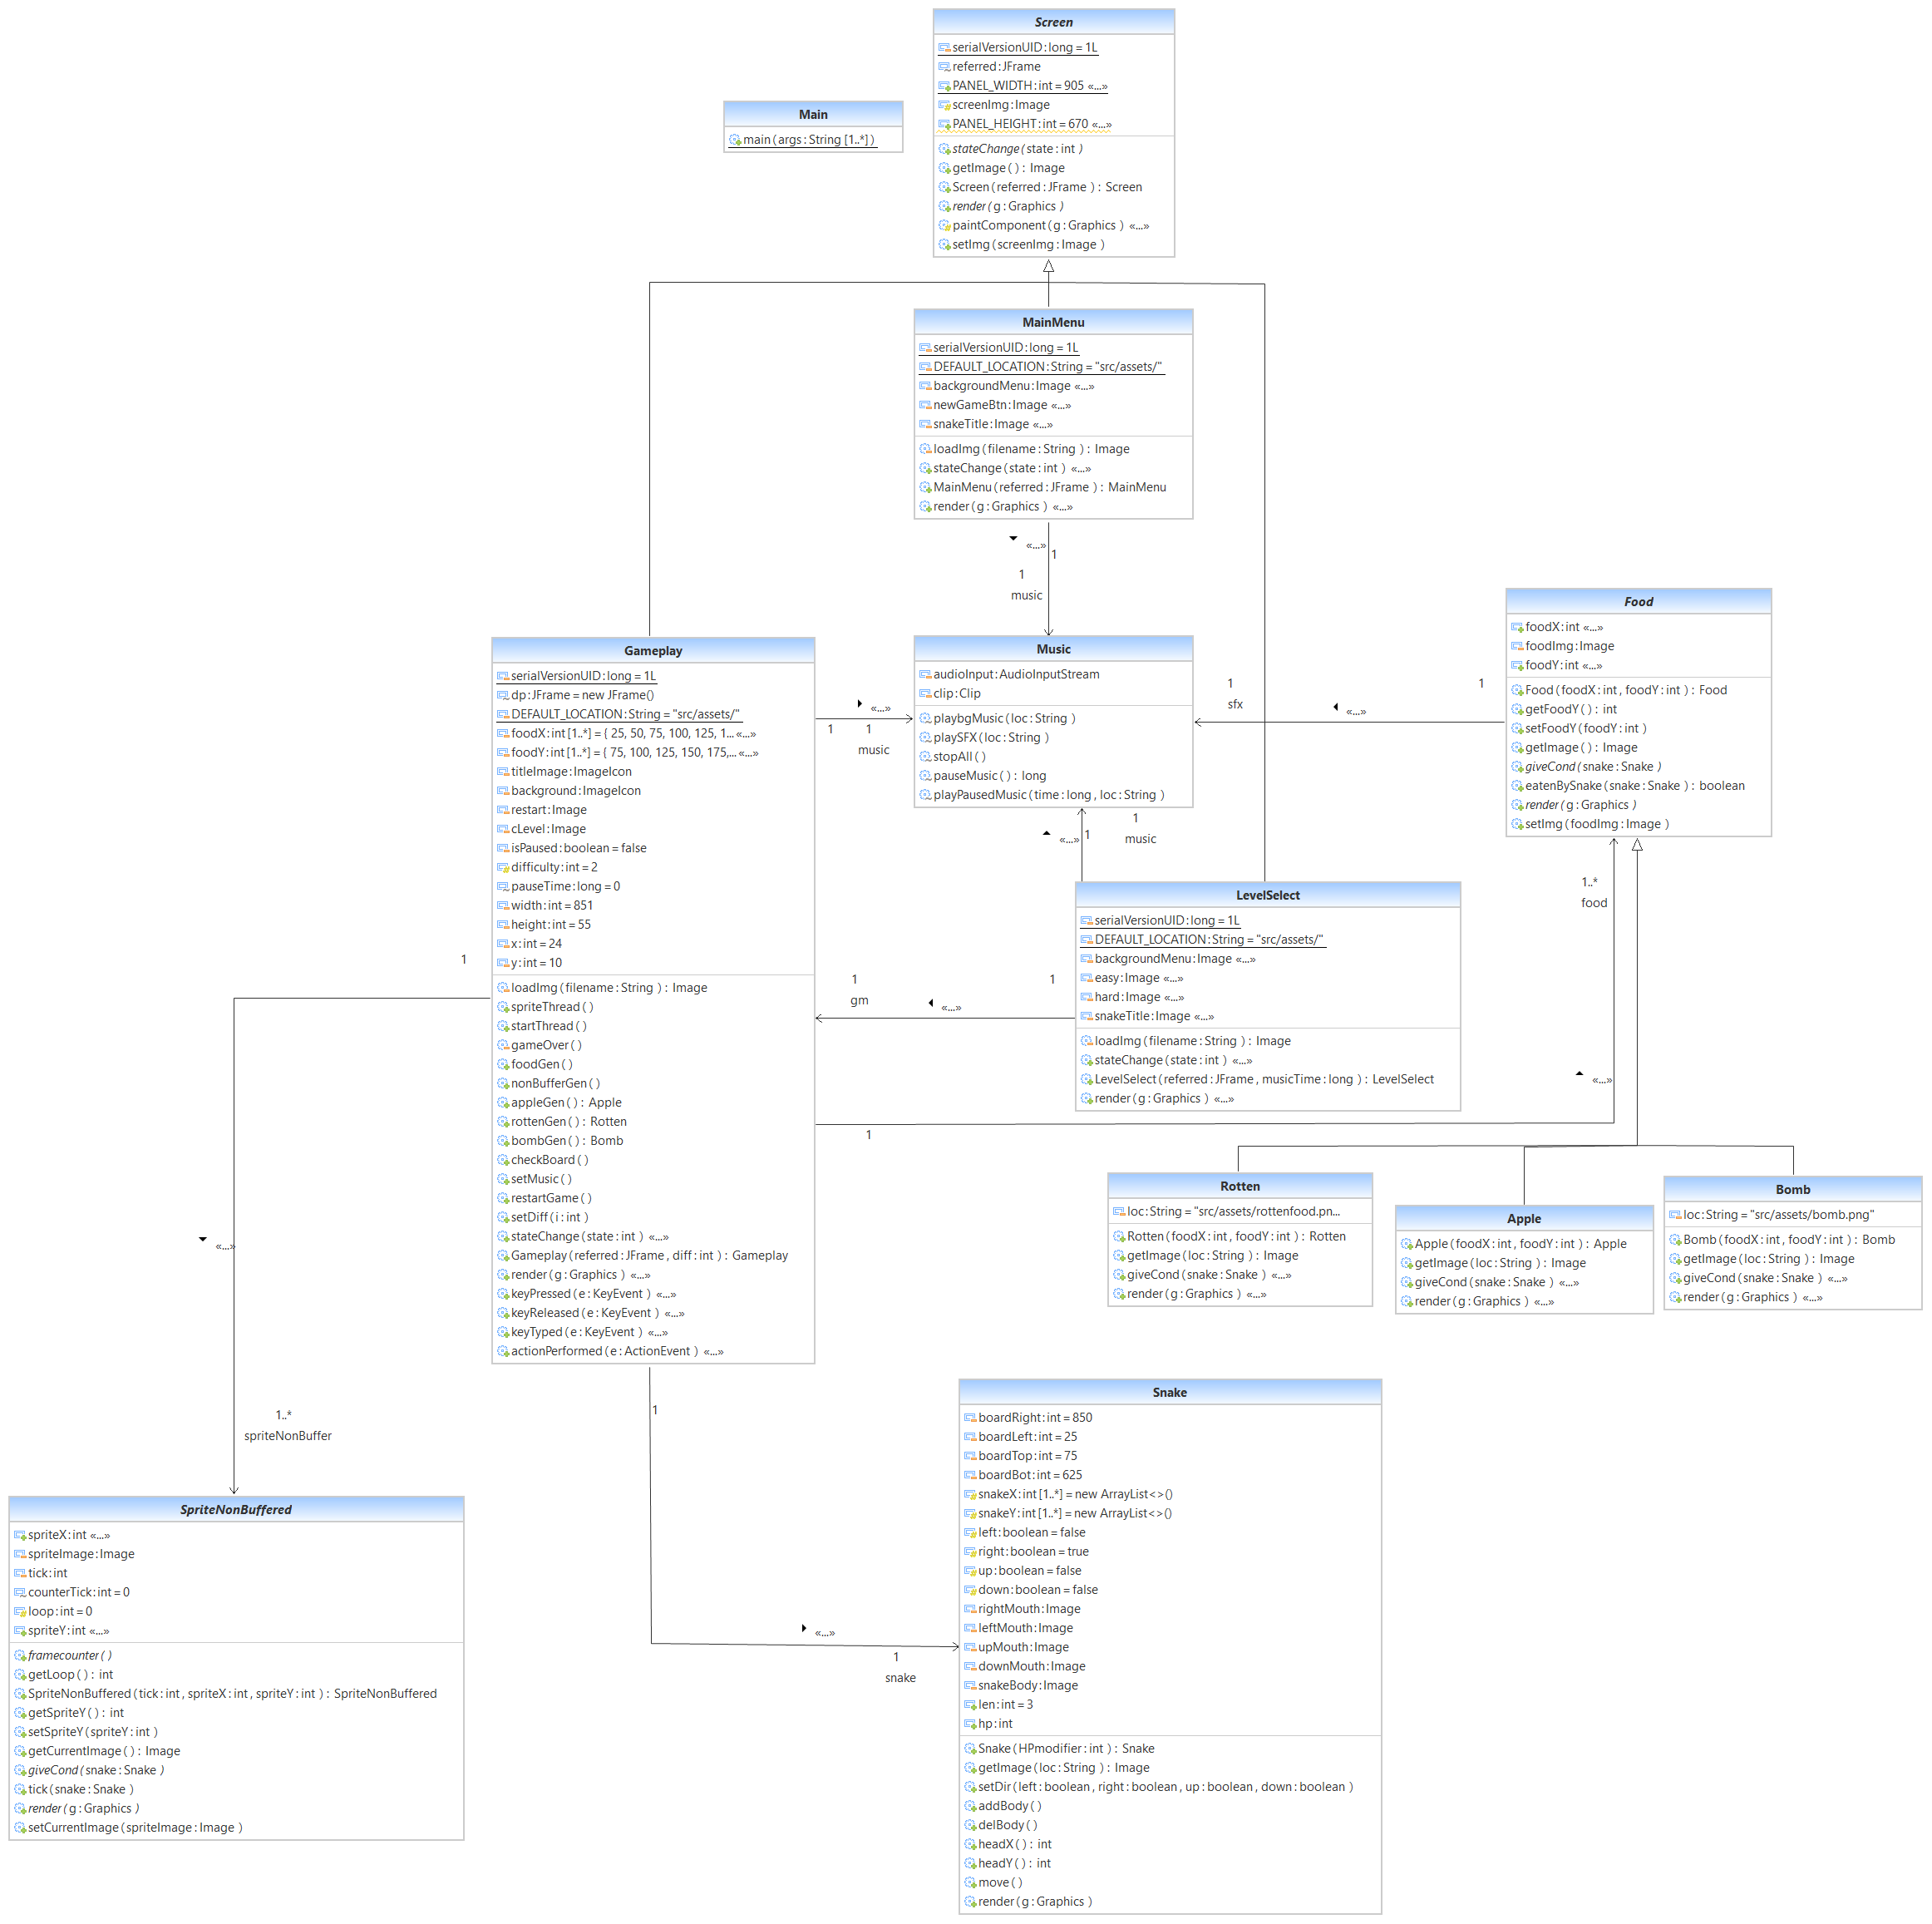 Screen
serialVersionUID:long = 1L
referred:JFrame
PANEL_WIDTH:int = 905 «...»
screenImg:Image
PANEL_HEIGHT:int = 670 «...»
stateChange(state:int)
getImage(): Image
Screen(referred:JFrame): Screen
render(g:Graphics)
paintComponent(g:Graphics) «...»
setImg(screenImg:Image)
Main
main(args:String [1..*])
MainMenu
serialVersionUID:long = 1L
DEFAULT_LOCATION:String = "src/assets/"
backgroundMenu:Image «...»
newGameBtn:Image «...»
snakeTitle:Image «...»
loadImg(filename:String): Image
stateChange(state:int) «...»
MainMenu(referred:JFrame): MainMenu
render(g:Graphics) «...»
«...»
1
1
music
Food
foodX:int «...»
foodImg:Image
foodY:int «...»
Food(foodX:int, foodY:int): Food
getFoodY(): int
setFoodY(foodY:int)
getImage(): Image
giveCond(snake:Snake)
eatenBySnake(snake:Snake): boolean
render(g:Graphics)
setImg(foodImg:Image)
Music
audioInput:AudioInputStream
clip:Clip
playbgMusic(loc:String)
playSFX(loc:String)
stopAll()
pauseMusic(): long
playPausedMusic(time:long, loc:String)
1
sfx
«...»
1
«...»
1
1
music
Gameplay
serialVersionUID:long = 1L
dp:JFrame = new JFrame()
DEFAULT_LOCATION:String = "src/assets/"
foodX:int [1..*] = { 25, 50, 75, 100, 125, 1... «...»
foodY:int [1..*] = { 75, 100, 125, 150, 175,... «...»
titleImage:ImageIcon
background:ImageIcon
restart:Image
cLevel:Image
isPaused:boolean = false
difficulty:int = 2
pauseTime:long = 0
width:int = 851
height:int = 55
x:int = 24
y:int = 10
loadImg(filename:String): Image
spriteThread()
startThread()
gameOver()
foodGen()
nonBufferGen()
appleGen(): Apple
rottenGen(): Rotten
bombGen(): Bomb
checkBoard()
setMusic()
restartGame()
setDiff(i:int)
stateChange(state:int) «...»
Gameplay(referred:JFrame, diff:int): Gameplay
render(g:Graphics) «...»
keyPressed(e:KeyEvent) «...»
keyReleased(e:KeyEvent) «...»
keyTyped(e:KeyEvent) «...»
actionPerformed(e:ActionEvent) «...»
«...»
1
1
music
LevelSelect
serialVersionUID:long = 1L
DEFAULT_LOCATION:String = "src/assets/"
backgroundMenu:Image «...»
easy:Image «...»
hard:Image «...»
snakeTitle:Image «...»
loadImg(filename:String): Image
stateChange(state:int) «...»
LevelSelect(referred:JFrame, musicTime:long): LevelSelect
render(g:Graphics) «...»
1..*
food
1
1
gm
1
«...»
«...»
1
Rotten
loc:String = "src/assets/rottenfood.pn...
Rotten(foodX:int, foodY:int): Rotten
getImage(loc:String): Image
giveCond(snake:Snake) «...»
render(g:Graphics) «...»
Apple
Apple(foodX:int, foodY:int): Apple
getImage(loc:String): Image
giveCond(snake:Snake) «...»
render(g:Graphics) «...»
Bomb
loc:String = "src/assets/bomb.png"
Bomb(foodX:int, foodY:int): Bomb
getImage(loc:String): Image
giveCond(snake:Snake) «...»
render(g:Graphics) «...»
«...»
1..*
spriteNonBuffer
1
«...»
1
snake
SpriteNonBuffered
spriteX:int «...»
spriteImage:Image
tick:int
counterTick:int = 0
loop:int = 0
spriteY:int «...»
framecounter()
getLoop(): int
SpriteNonBuffered(tick:int, spriteX:int, spriteY:int): SpriteNonBuffered
getSpriteY(): int
setSpriteY(spriteY:int)
getCurrentImage(): Image
giveCond(snake:Snake)
tick(snake:Snake)
render(g:Graphics)
setCurrentImage(spriteImage:Image)
Snake
boardRight:int = 850
boardLeft:int = 25
boardTop:int = 75
boardBot:int = 625
snakeX:int [1..*] = new ArrayList<>()
snakeY:int [1..*] = new ArrayList<>()
left:boolean = false
right:boolean = true
up:boolean = false
down:boolean = false
rightMouth:Image
leftMouth:Image
upMouth:Image
downMouth:Image
snakeBody:Image
len:int = 3
hp:int
Snake(HPmodifier:int): Snake
getImage(loc:String): Image
setDir(left:boolean, right:boolean, up:boolean, down:boolean)
addBody()
delBody()
headX(): int
headY(): int
move()
render(g:Graphics)